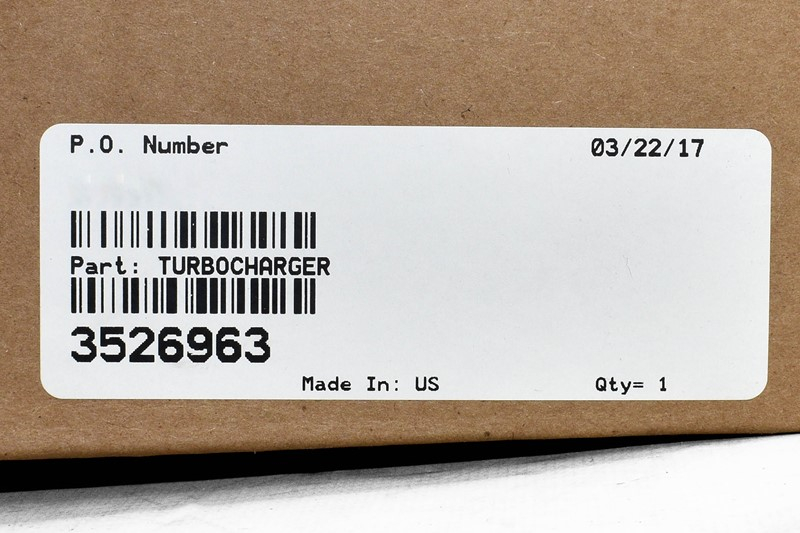 P.O. Number 03/22/17
Part: TURBOCHARGER
3526963
Made In: US Qty= 1